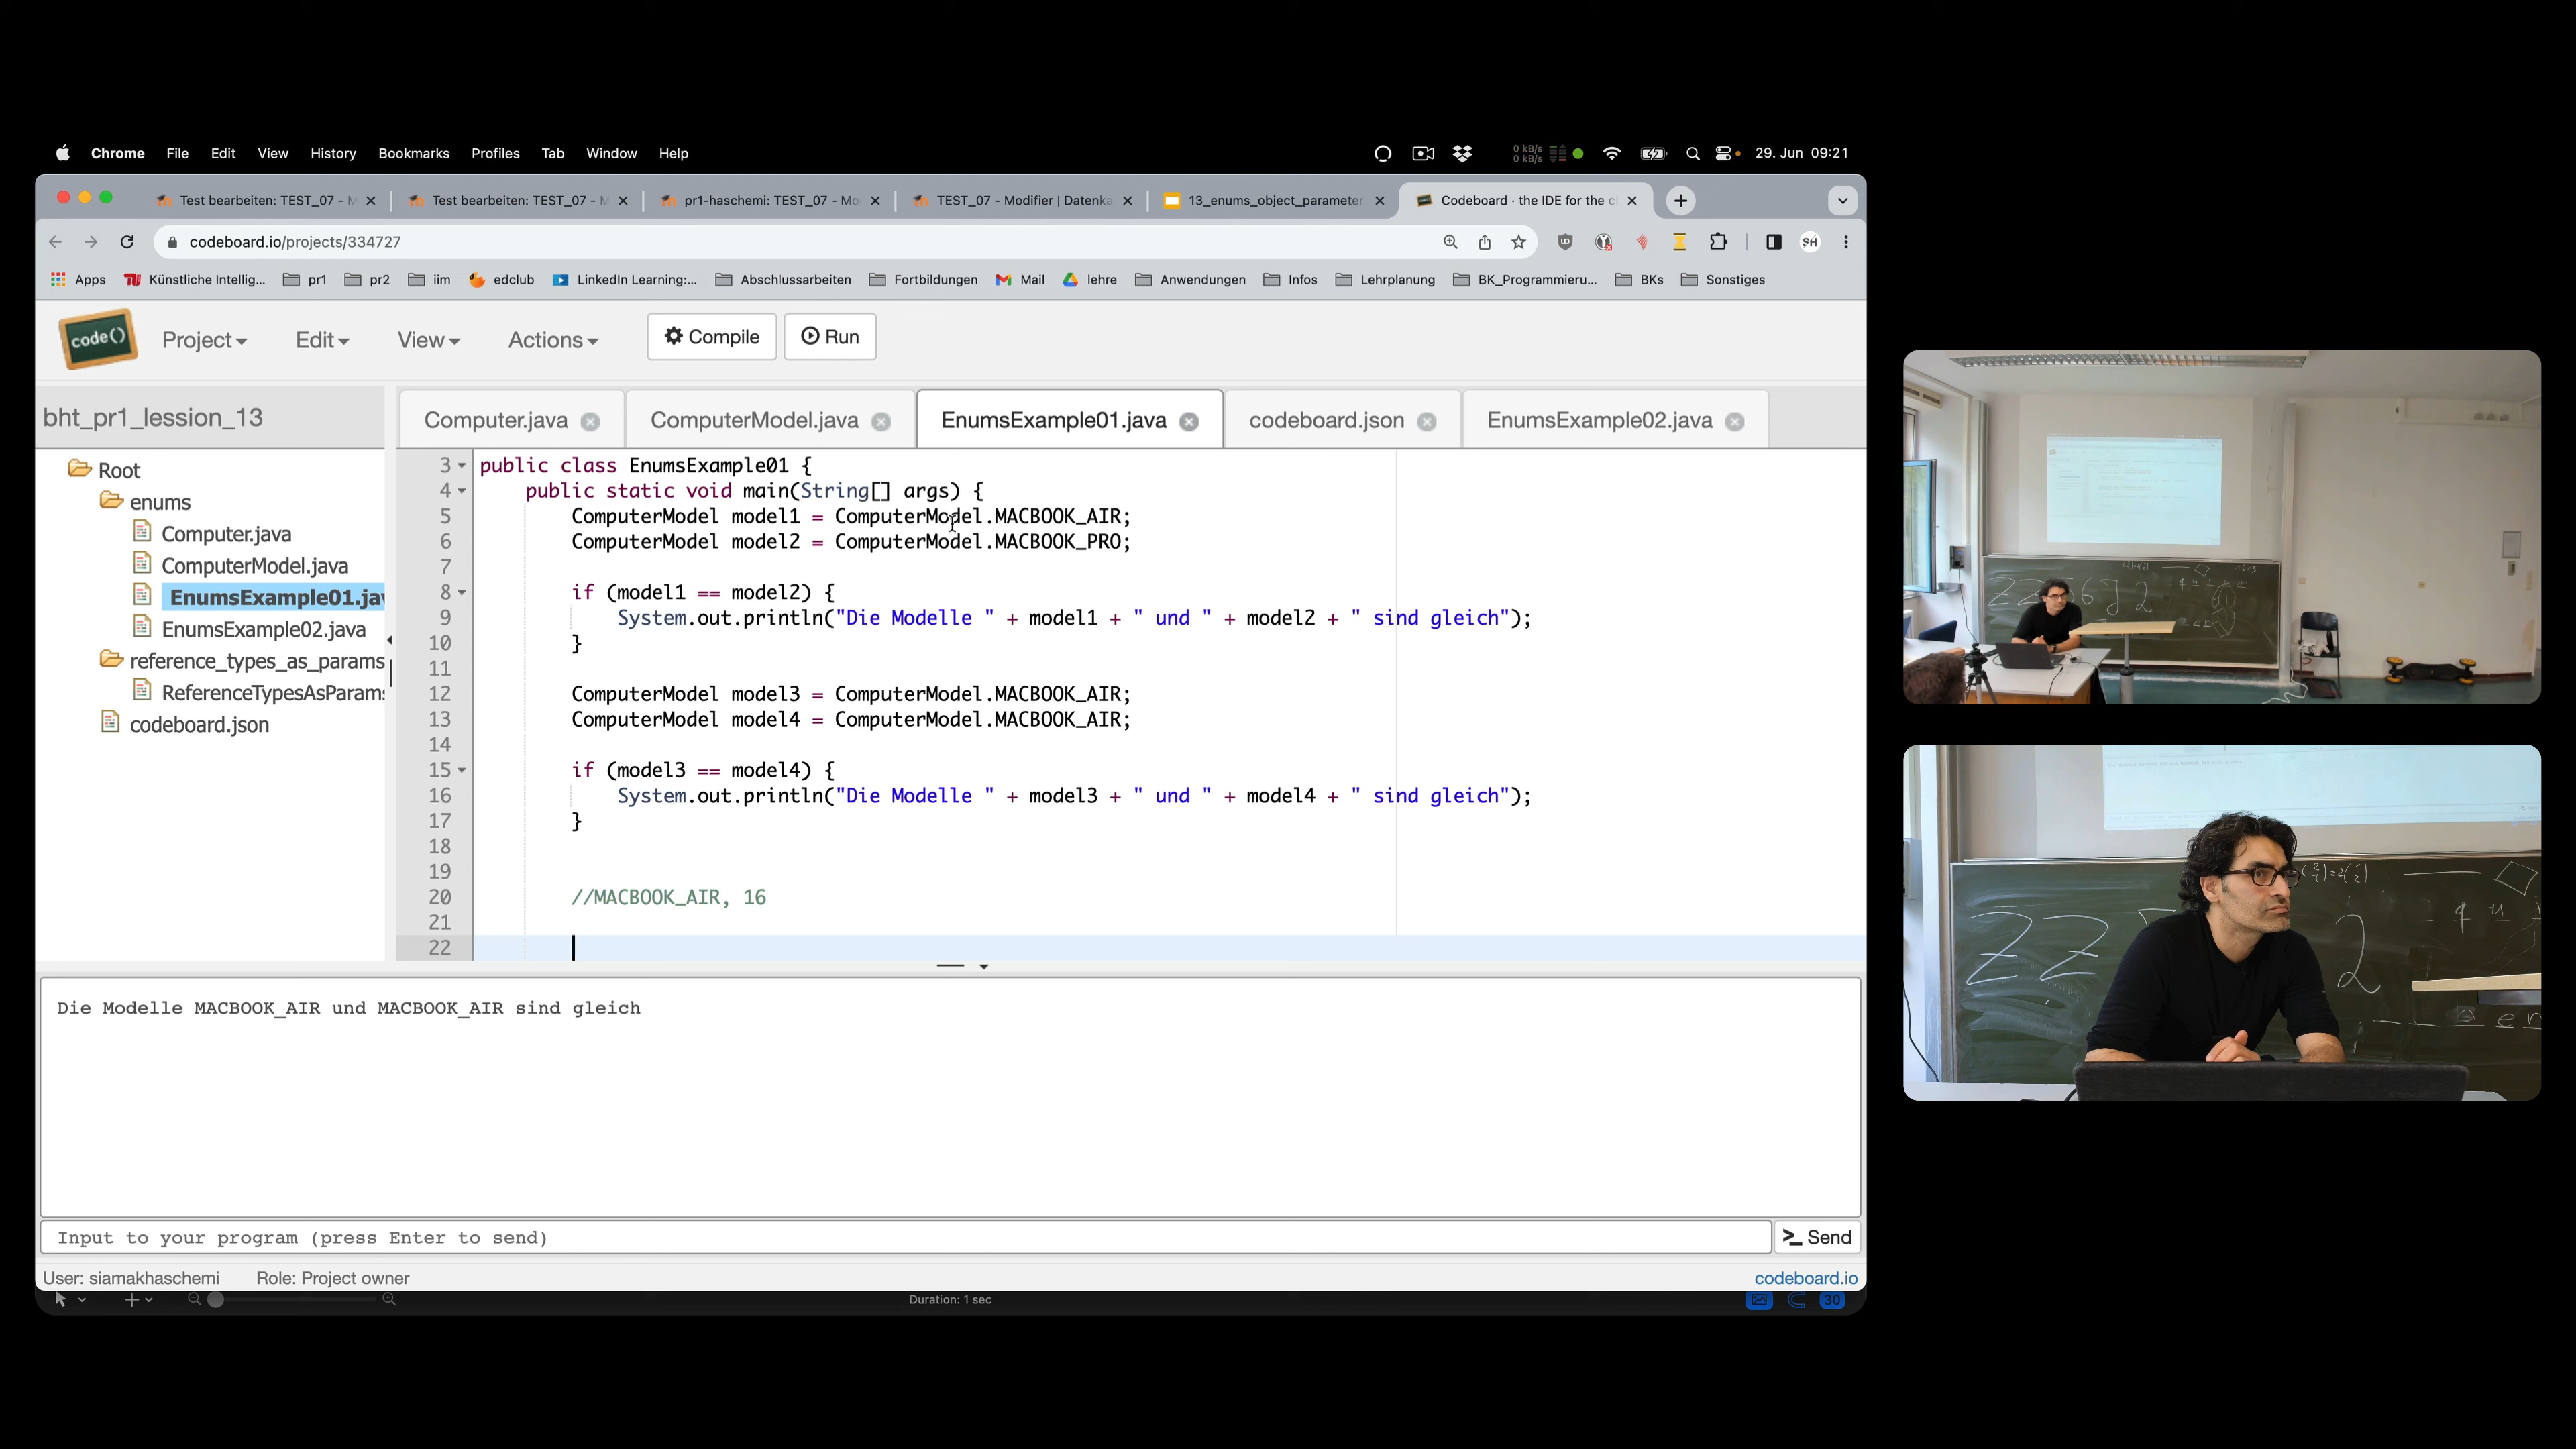 Chrome File Edit View History Bookmarks Profiles Tab Window Help
0 kB/s
0 kB/s
29. Jun 09:21
Test bearbeiten: TEST_07 - M
Test bearbeiten: TEST_07 - M
pr1-haschemi: TEST_07 - Mo
TEST_07 - Modifier | Datenka
13_enums_object_parameter
Codeboard · the IDE for the cl
codeboard.io/projects/334727
SH
Apps
Künstliche Intellig...
pr1
pr2
iim
edclub
LinkedIn Learning:...
Abschlussarbeiten
Fortbildungen
Mail
lehre
Anwendungen
Infos
Lehrplanung
BK_Programmieru...
BKs
Sonstiges
code()
Project
Edit
View
Actions
Compile
Run
bht_pr1_lession_13
Root
enums
Computer.java
ComputerModel.java
EnumsExample01.jav
EnumsExample02.java
reference_types_as_params
ReferenceTypesAsParams
codeboard.json
Computer.java
ComputerModel.java
EnumsExample01.java
codeboard.json
EnumsExample02.java
3 public class EnumsExample01 {
4 public static void main(String[] args) {
5 ComputerModel model1 = ComputerModel.MACBOOK_AIR;
6 ComputerModel model2 = ComputerModel.MACBOOK_PRO;
7
8 if (model1 == model2) {
9 System.out.println("Die Modelle " + model1 + " und " + model2 + " sind gleich");
10 }
11
12 ComputerModel model3 = ComputerModel.MACBOOK_AIR;
13 ComputerModel model4 = ComputerModel.MACBOOK_AIR;
14
15 if (model3 == model4) {
16 System.out.println("Die Modelle " + model3 + " und " + model4 + " sind gleich");
17 }
18
19
20 //MACBOOK_AIR, 16
21
22
Die Modelle MACBOOK_AIR und MACBOOK_AIR sind gleich
Input to your program (press Enter to send)
Send
User: siamakhaschemi
Role: Project owner
codeboard.io
Duration: 1 sec
30